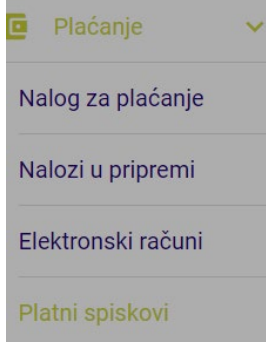 Plaćanje
Nalog za plaćanje
Nalozi u pripremi
Elektronski računi
Platni spiskovi